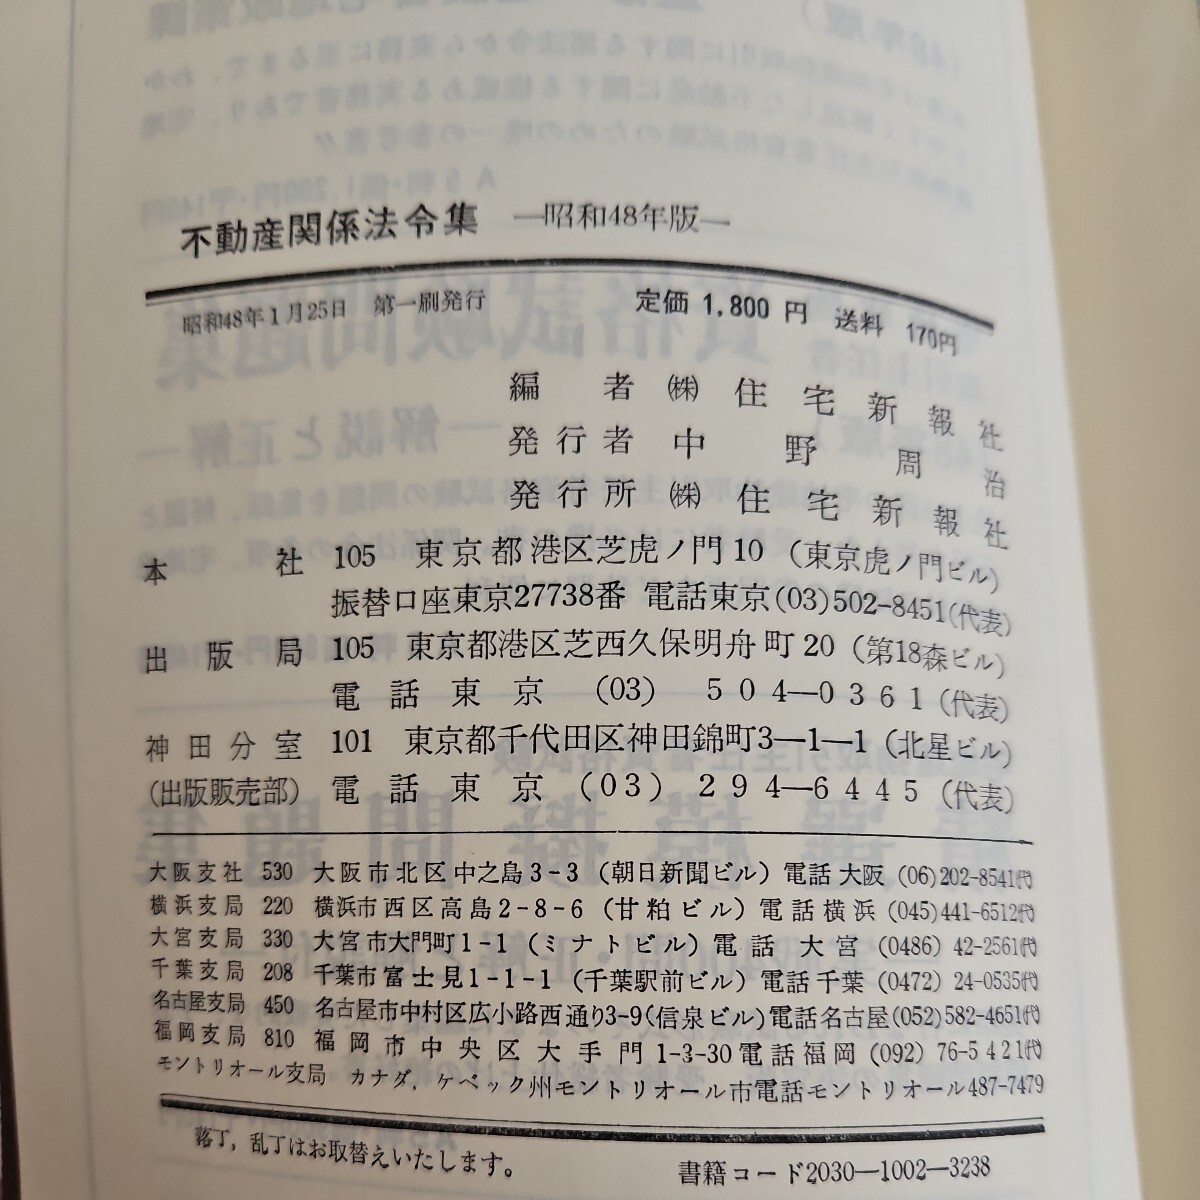 不動産関係法令集 ―昭和48年版―
昭和48年1月25日 第一刷発行 定価 1,800 円 送料 170円
編者 ㈱ 住宅新報社
発行者 中野周治
発行所 ㈱ 住宅新報社
本社 105 東京都港区芝虎ノ門10 (東京虎ノ門ビル)
振替口座東京27738番 電話東京(03)502-8451(代表)
出版局 105 東京都港区芝西久保明舟町20 (第18森ビル)
電話東京 (03) 504―0361 (代表)
神田分室 101 東京都千代田区神田錦町3―1―1 (北星ビル)
(出版販売部) 電話東京 (03) 294―6445 (代表)
大阪支社 530 大阪市北区中之島3-3 (朝日新聞ビル) 電話大阪 (06)202-8541代
横浜支局 220 横浜市西区高島2-8-6 (甘粕ビル) 電話横浜 (045)441-6512代
大宮支局 330 大宮市大門町1-1 (ミナトビル) 電話大宮 (0486) 42-2561代
千葉支局 208 千葉市富士見1-1-1 (千葉駅前ビル) 電話千葉 (0472) 24-0535代
名古屋支局 450 名古屋市中村区広小路西通り3-9(信泉ビル)電話名古屋(052)582-4651代
福岡支局 810 福岡市中央区大手門1-3-30電話福岡 (092) 76-5421代
モントリオール支局 カナダ, ケベック州モントリオール市電話モントリオール487-7479
落丁, 乱丁はお取替えいたします。 書籍コード2030―1002―3238